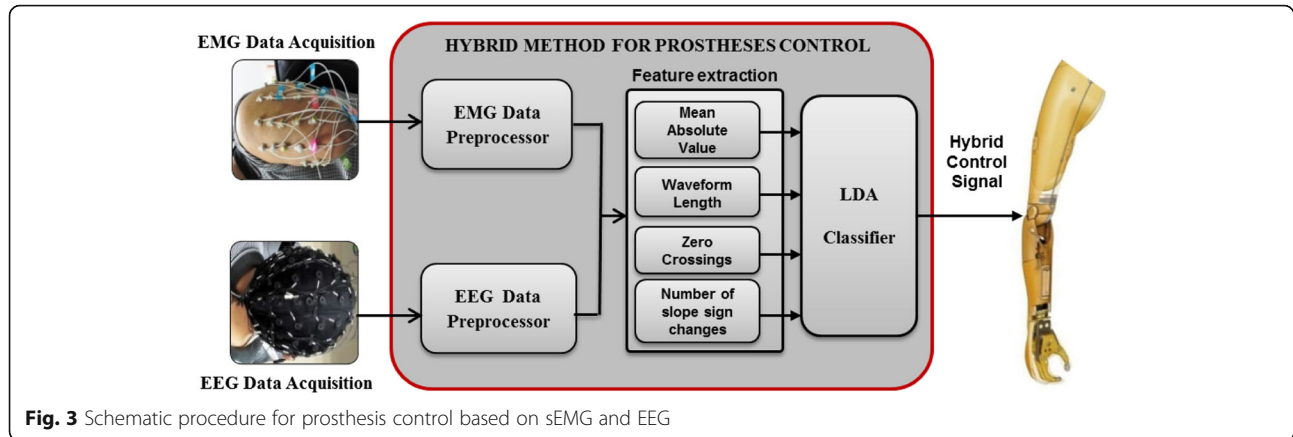 EMG Data Acquisition
HYBRID METHOD FOR PROSTHESES CONTROL
Feature extraction
EMG Data
Preprocessor
Mean
Absolute
Value
Waveform
Length
Zero
Crossings
Number of
slope sign
changes
LDA
Classifier
Hybrid
Control
Signal
EEG Data
Preprocessor
EEG Data Acquisition
Fig. 3 Schematic procedure for prosthesis control based on sEMG and EEG